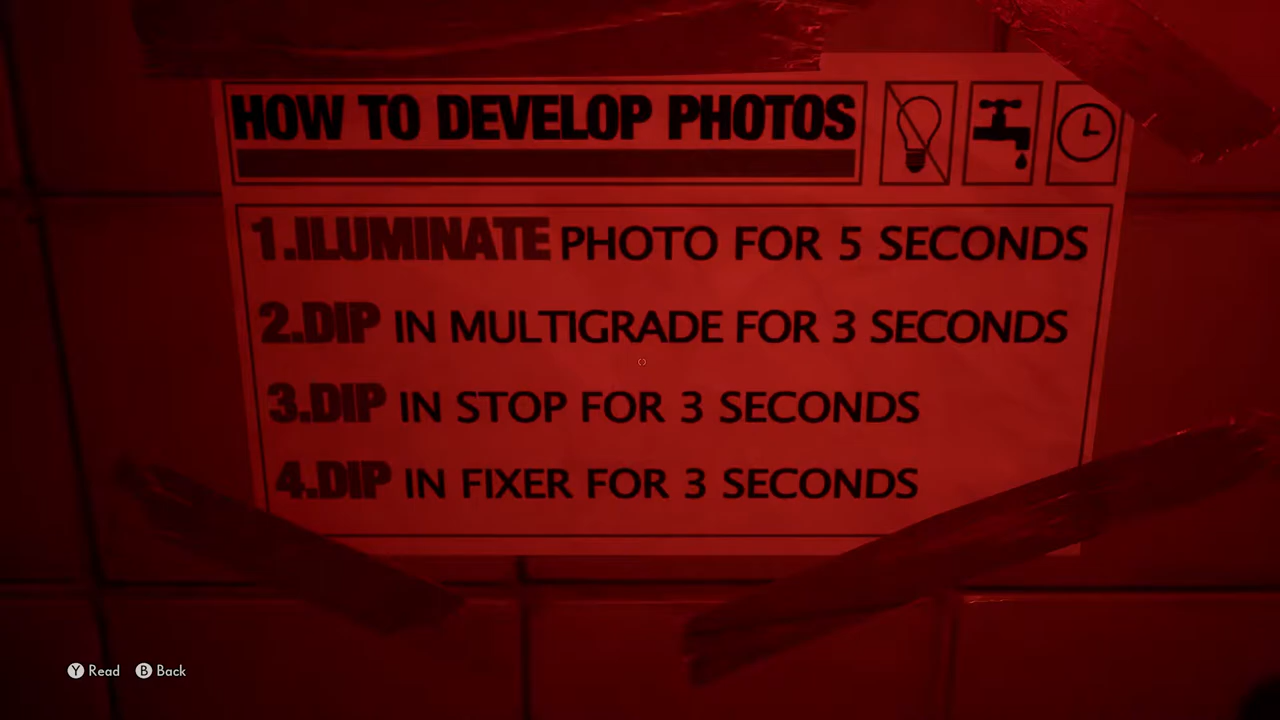 HOW TO DEVELOP PHOTOS
1.ILUMINATE PHOTO FOR 5 SECONDS
2.DIP IN MULTIGRADE FOR 3 SECONDS
3.DIP IN STOP FOR 3 SECONDS
4.DIP IN FIXER FOR 3 SECONDS
Y Read B Back